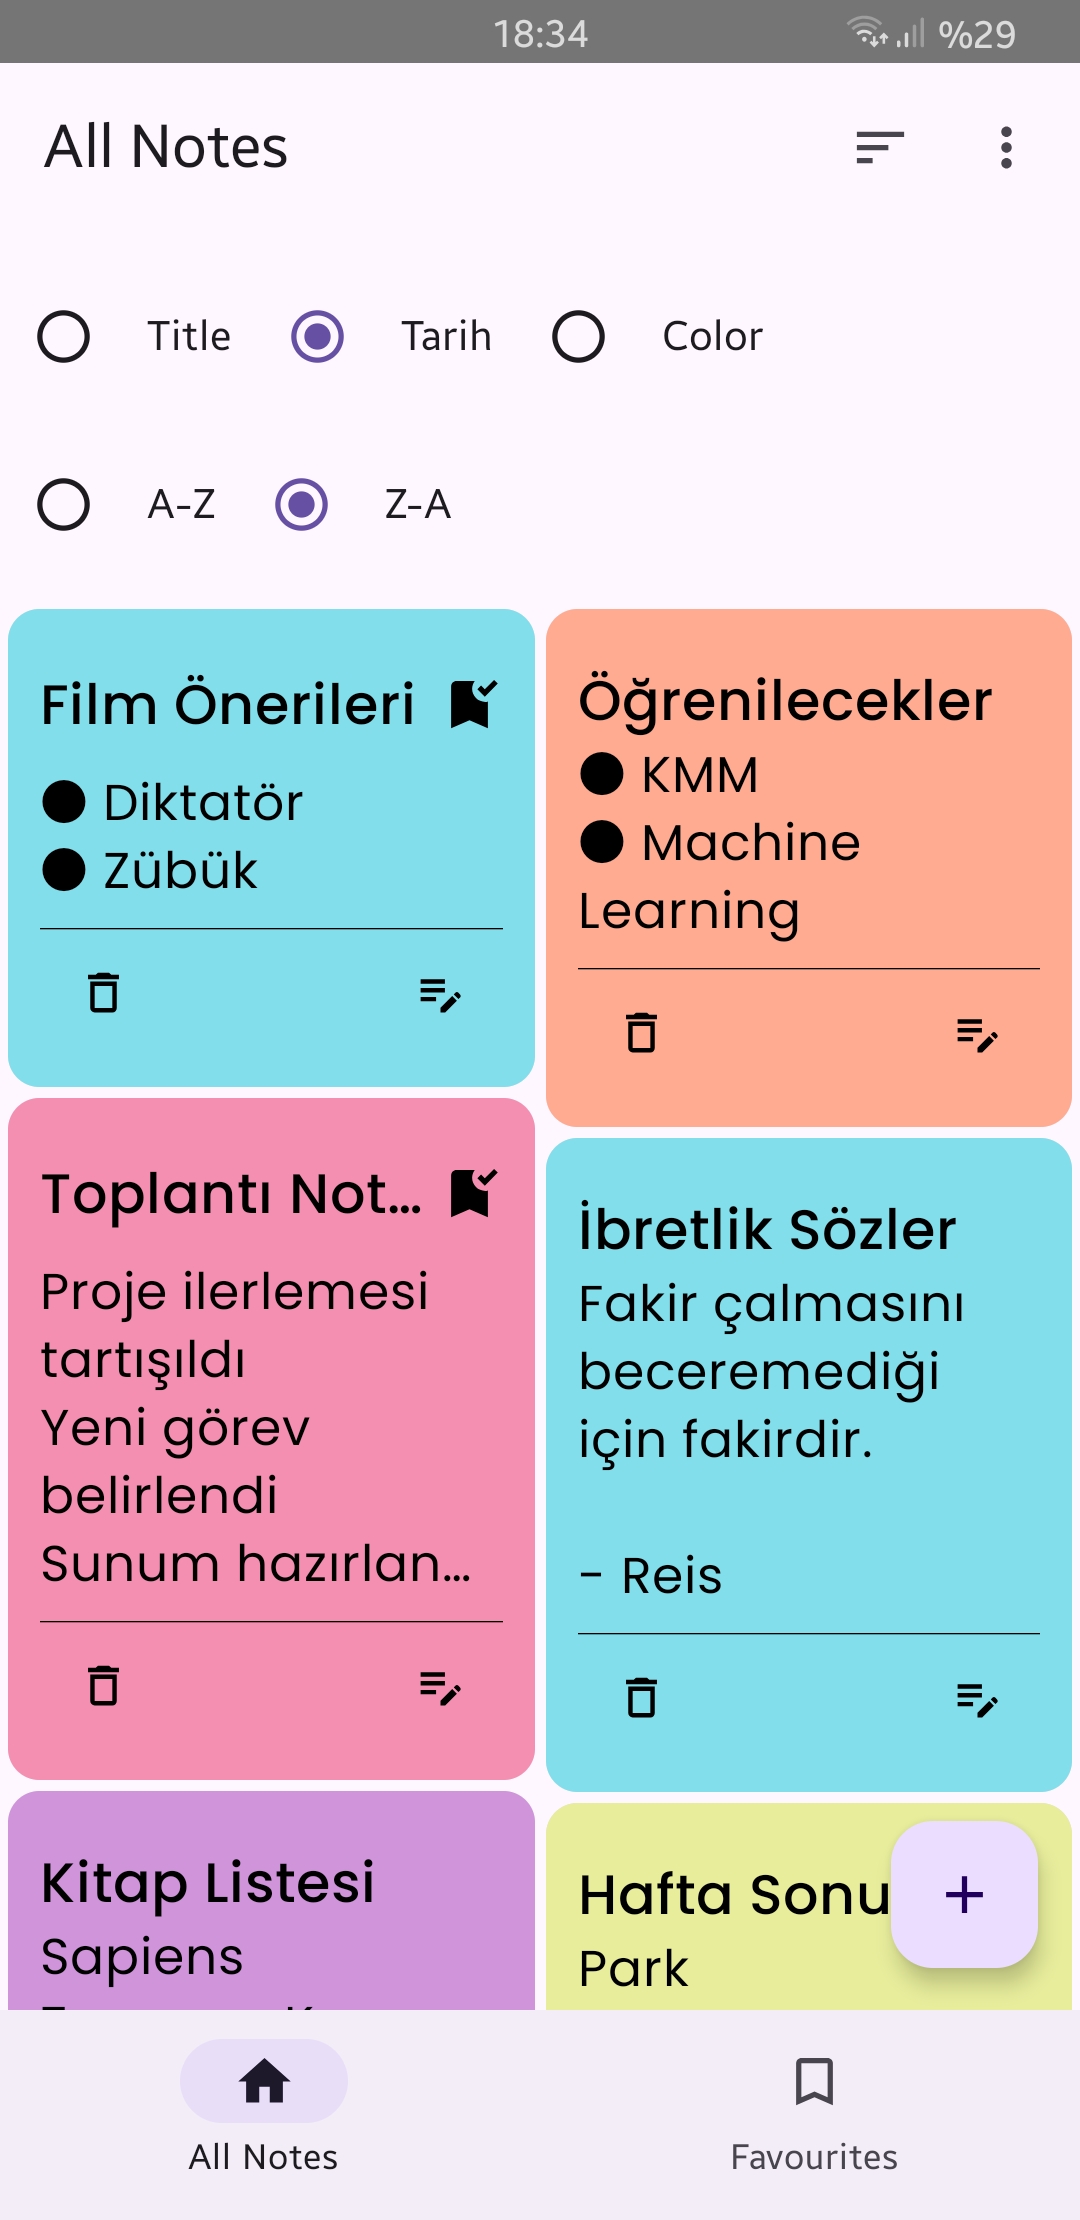 18:34
%29
All Notes
Title
Tarih
Color
A-Z
Z-A
Film Önerileri
● Diktatör
● Zübük
Öğrenilecekler
● KMM
● Machine
Learning
Toplantı Not...
Proje ilerlemesi
tartışıldı
Yeni görev
belirlendi
Sunum hazırlan...
İbretlik Sözler
Fakir çalmasını
beceremediği
için fakirdir.
- Reis
Kitap Listesi
Sapiens
Hafta Sonu
Park
All Notes
Favourites